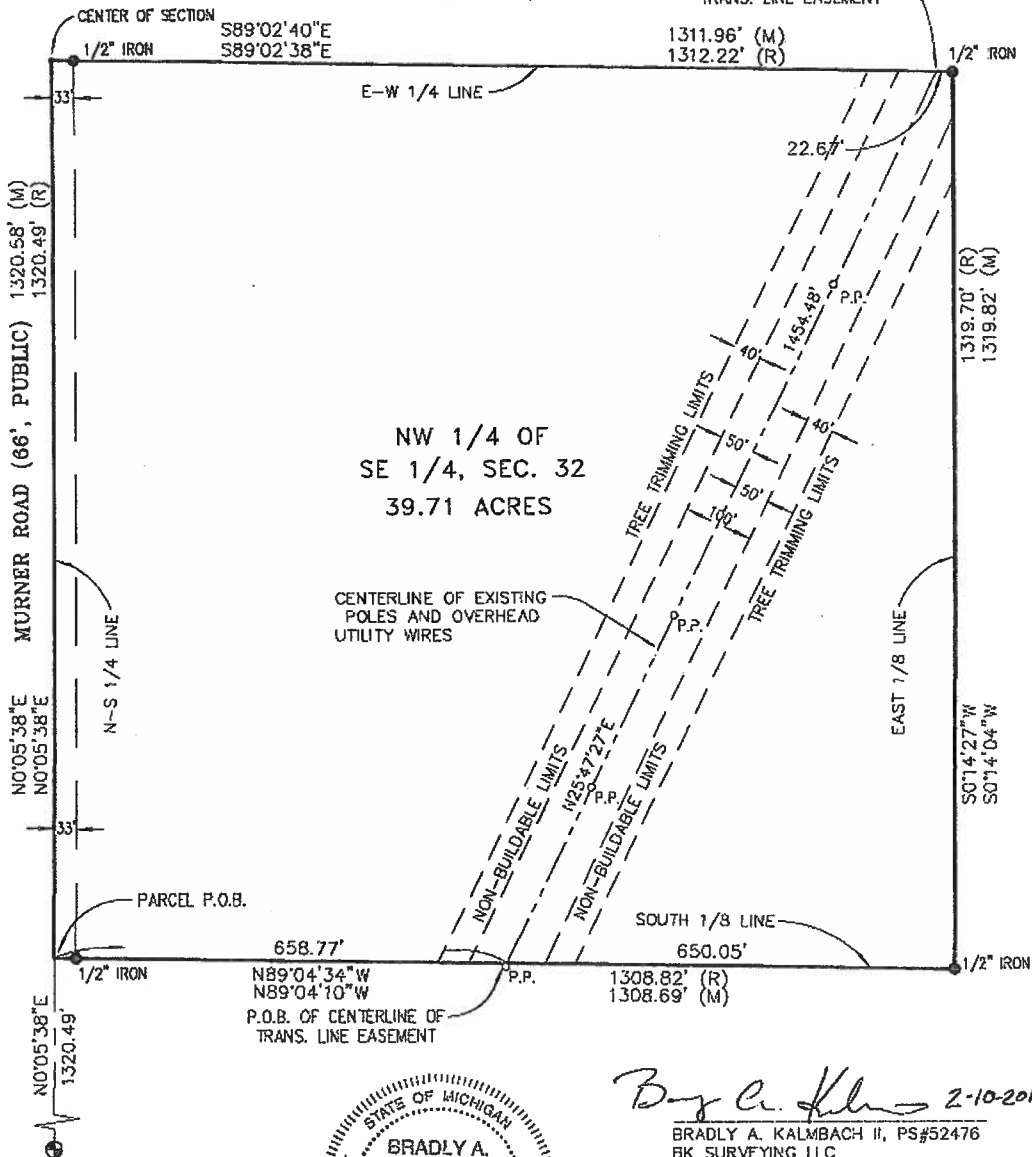 TRANS. LINE EASEMENT
CENTER OF SECTION
S89°02'40"E
S89°02'38"E
1311.96' (M)
1312.22' (R)
1/2" IRON
1/2" IRON
E-W 1/4 LINE
33'
22.67'
MURNER ROAD (66', PUBLIC)
1320.58' (M)
1320.49' (R)
1319.70' (R)
1319.82' (M)
P.P.
1454.48'
40'
TREE TRIMMING LIMITS
40'
50'
50'
100'
TREE TRIMMING LIMITS
NW 1/4 OF
SE 1/4, SEC. 32
39.71 ACRES
CENTERLINE OF EXISTING
POLES AND OVERHEAD
UTILITY WIRES
P.P.
N-S 1/4 LINE
EAST 1/8 LINE
N0°05'38"E
N0°05'38"E
S0°14'27"W
S0°14'04"W
N25°47'27"E
P.P.
NON-BUILDABLE LIMITS
NON-BUILDABLE LIMITS
33'
PARCEL P.O.B.
SOUTH 1/8 LINE
658.77'
650.05'
1/2" IRON
N89°04'34"W
N89°04'10"W
P.P.
1308.82' (R)
1308.69' (M)
1/2" IRON
P.O.B. OF CENTERLINE OF
TRANS. LINE EASEMENT
N0°05'38"E
1320.49'
STATE OF MICHIGAN
BRADLY A.
2-10-201
BRADLY A. KALMBACH II, PS#52476
BK SURVEYING LLC